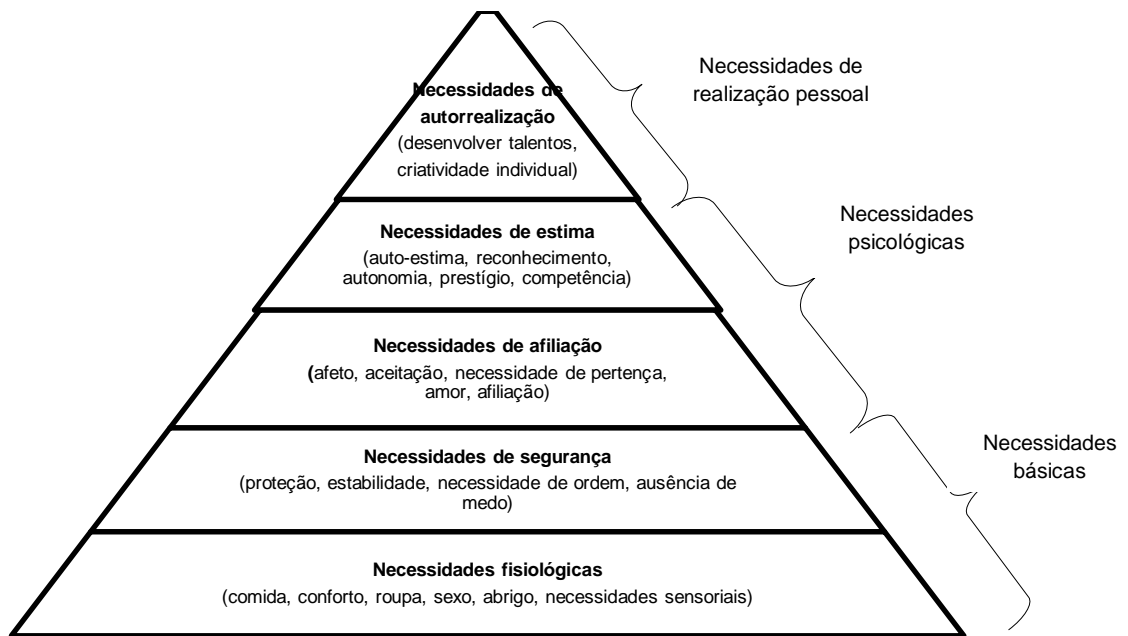 Necessidades de
realização pessoal
Necessidades de
autorrealização
(desenvolver talentos,
criatividade individual)
Necessidades
psicológicas
Necessidades de estima
(auto-estima, reconhecimento,
autonomia, prestígio, competência)
Necessidades de afiliação
(afeto, aceitação, necessidade de pertença,
amor, afiliação)
Necessidades
básicas
Necessidades de segurança
(proteção, estabilidade, necessidade de ordem, ausência de
medo)
Necessidades fisiológicas
(comida, conforto, roupa, sexo, abrigo, necessidades sensoriais)